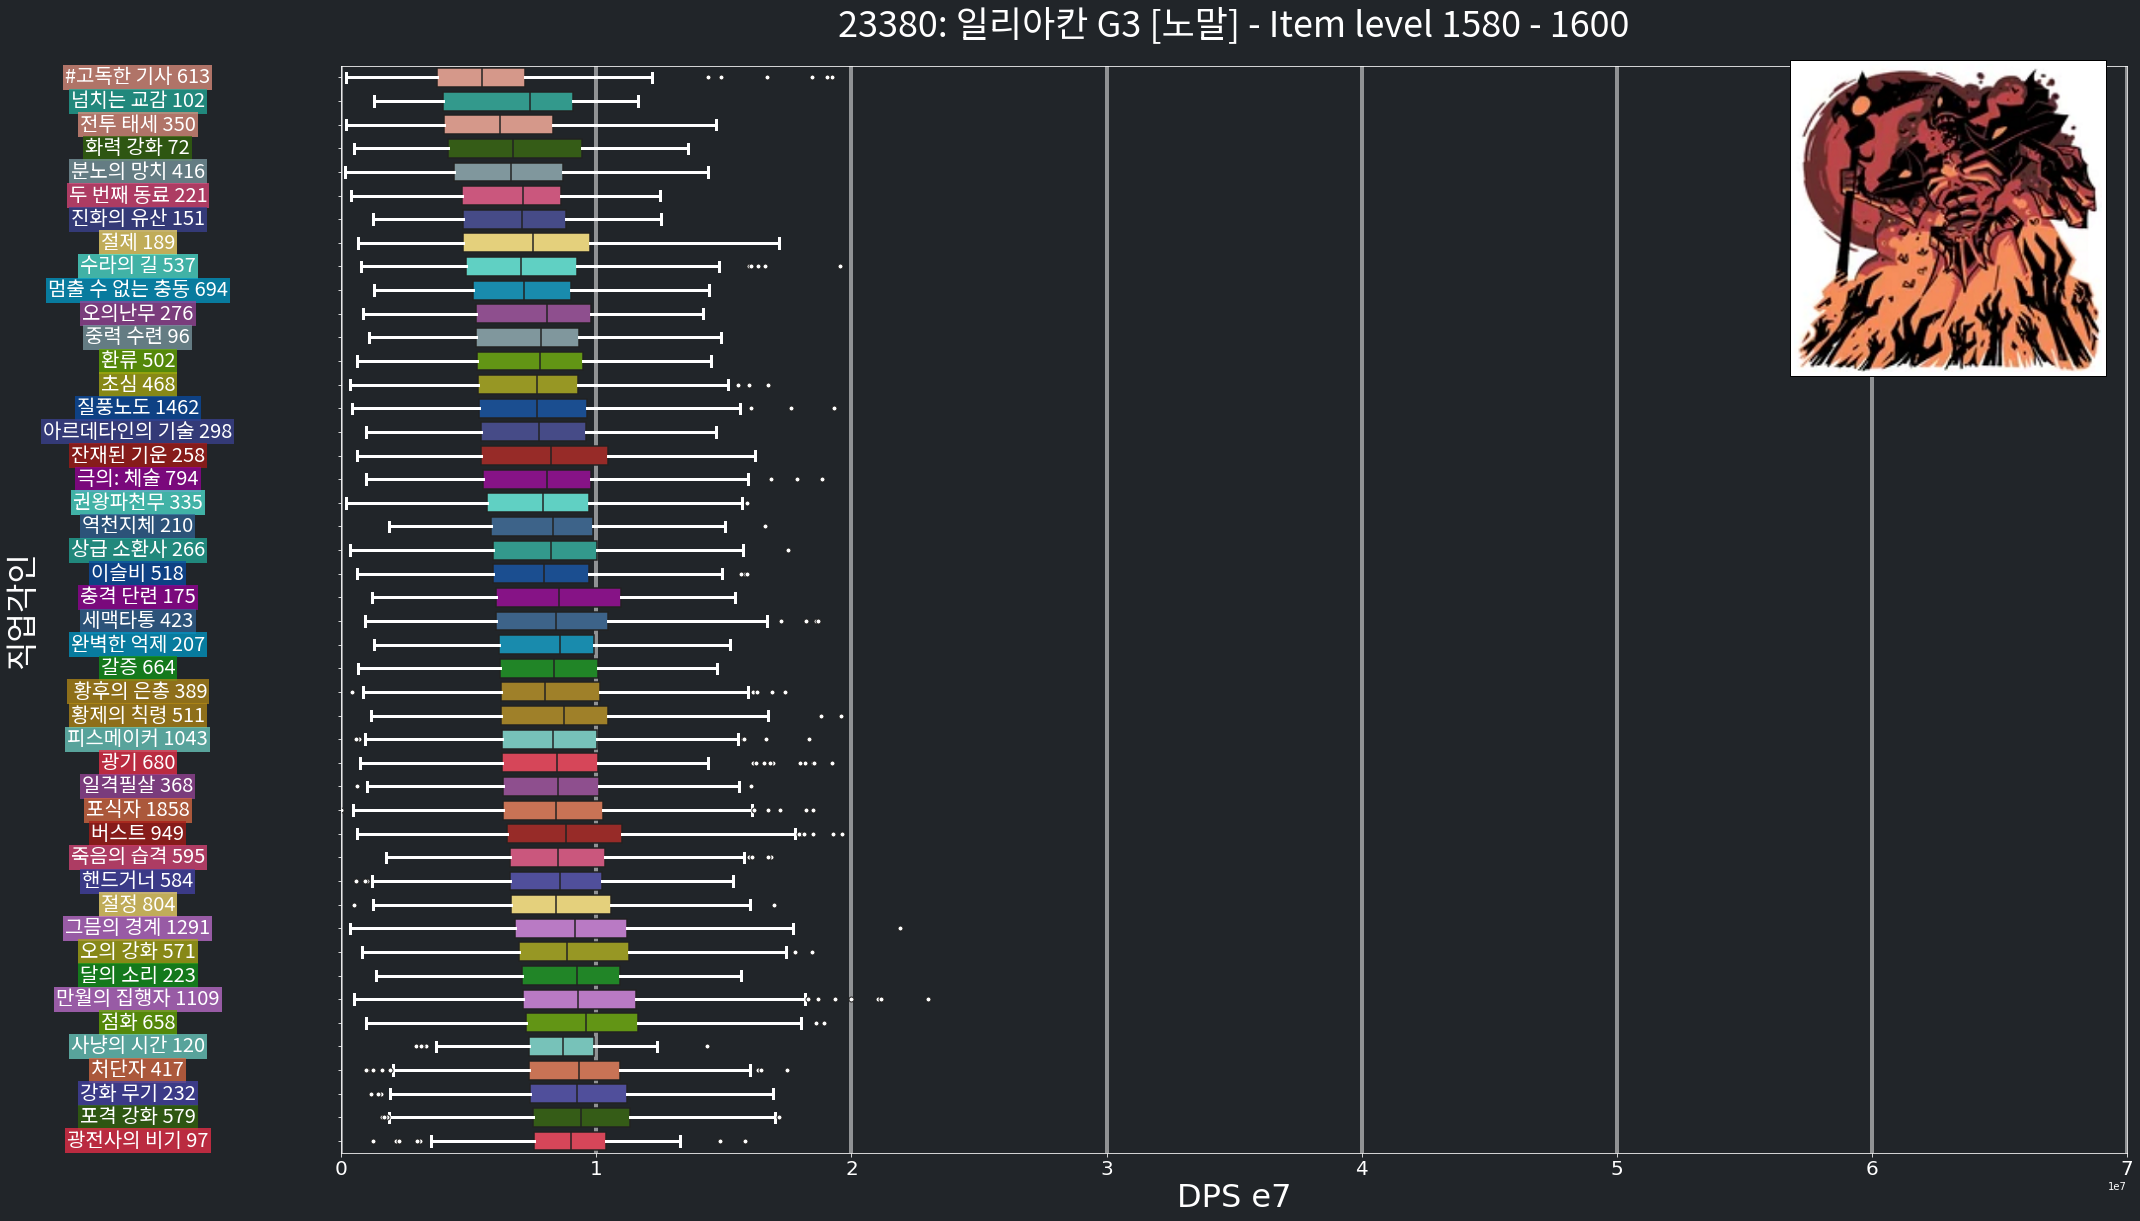 23380: 일리아칸 G3 [노말] - Item level 1580 - 1600
#고독한 기사 613
넘치는 교감 102
전투 태세 350
화력 강화 72
분노의 망치 416
두 번째 동료 221
진화의 유산 151
절제 189
수라의 길 537
멈출 수 없는 충동 694
오의난무 276
중력 수련 96
환류 502
초심 468
질풍노도 1462
아르데타인의 기술 298
잔재된 기운 258
극의: 체술 794
권왕파천무 335
역천지체 210
상급 소환사 266
이슬비 518
충격 단련 175
세맥타통 423
완벽한 억제 207
갈증 664
황후의 은총 389
황제의 칙령 511
피스메이커 1043
광기 680
일격필살 368
포식자 1858
버스트 949
죽음의 습격 595
핸드거너 584
절정 804
그믐의 경계 1291
오의 강화 571
달의 소리 223
만월의 집행자 1109
점화 658
사냥의 시간 120
처단자 417
강화 무기 232
포격 강화 579
광전사의 비기 97
직업각인
0 1 2 3 4 5 6 7
DPS e7
1e7